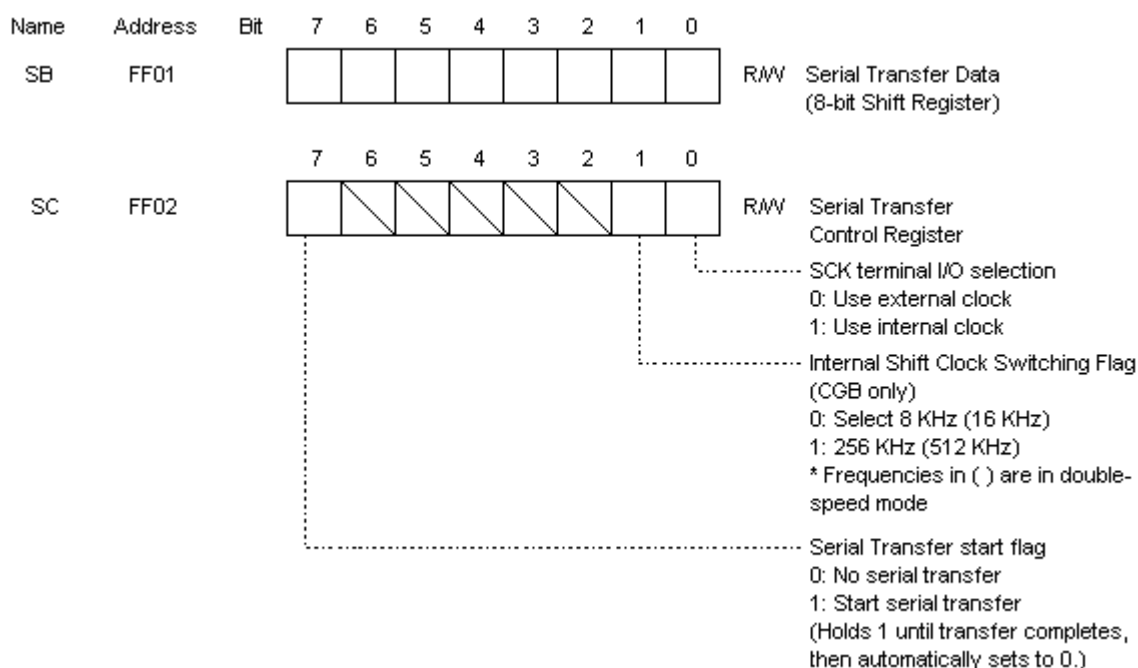 Name Address Bit 7 6 5 4 3 2 1 0
SB FF01 R/W Serial Transfer Data
(8-bit Shift Register)
7 6 5 4 3 2 1 0
SC FF02 R/W Serial Transfer
Control Register
SCK terminal I/O selection
0: Use external clock
1: Use internal clock
Internal Shift Clock Switching Flag
(CGB only)
0: Select 8 KHz (16 KHz)
1: 256 KHz (512 KHz)
* Frequencies in ( ) are in double-
speed mode
Serial Transfer start flag
0: No serial transfer
1: Start serial transfer
(Holds 1 until transfer completes,
then automatically sets to 0.)